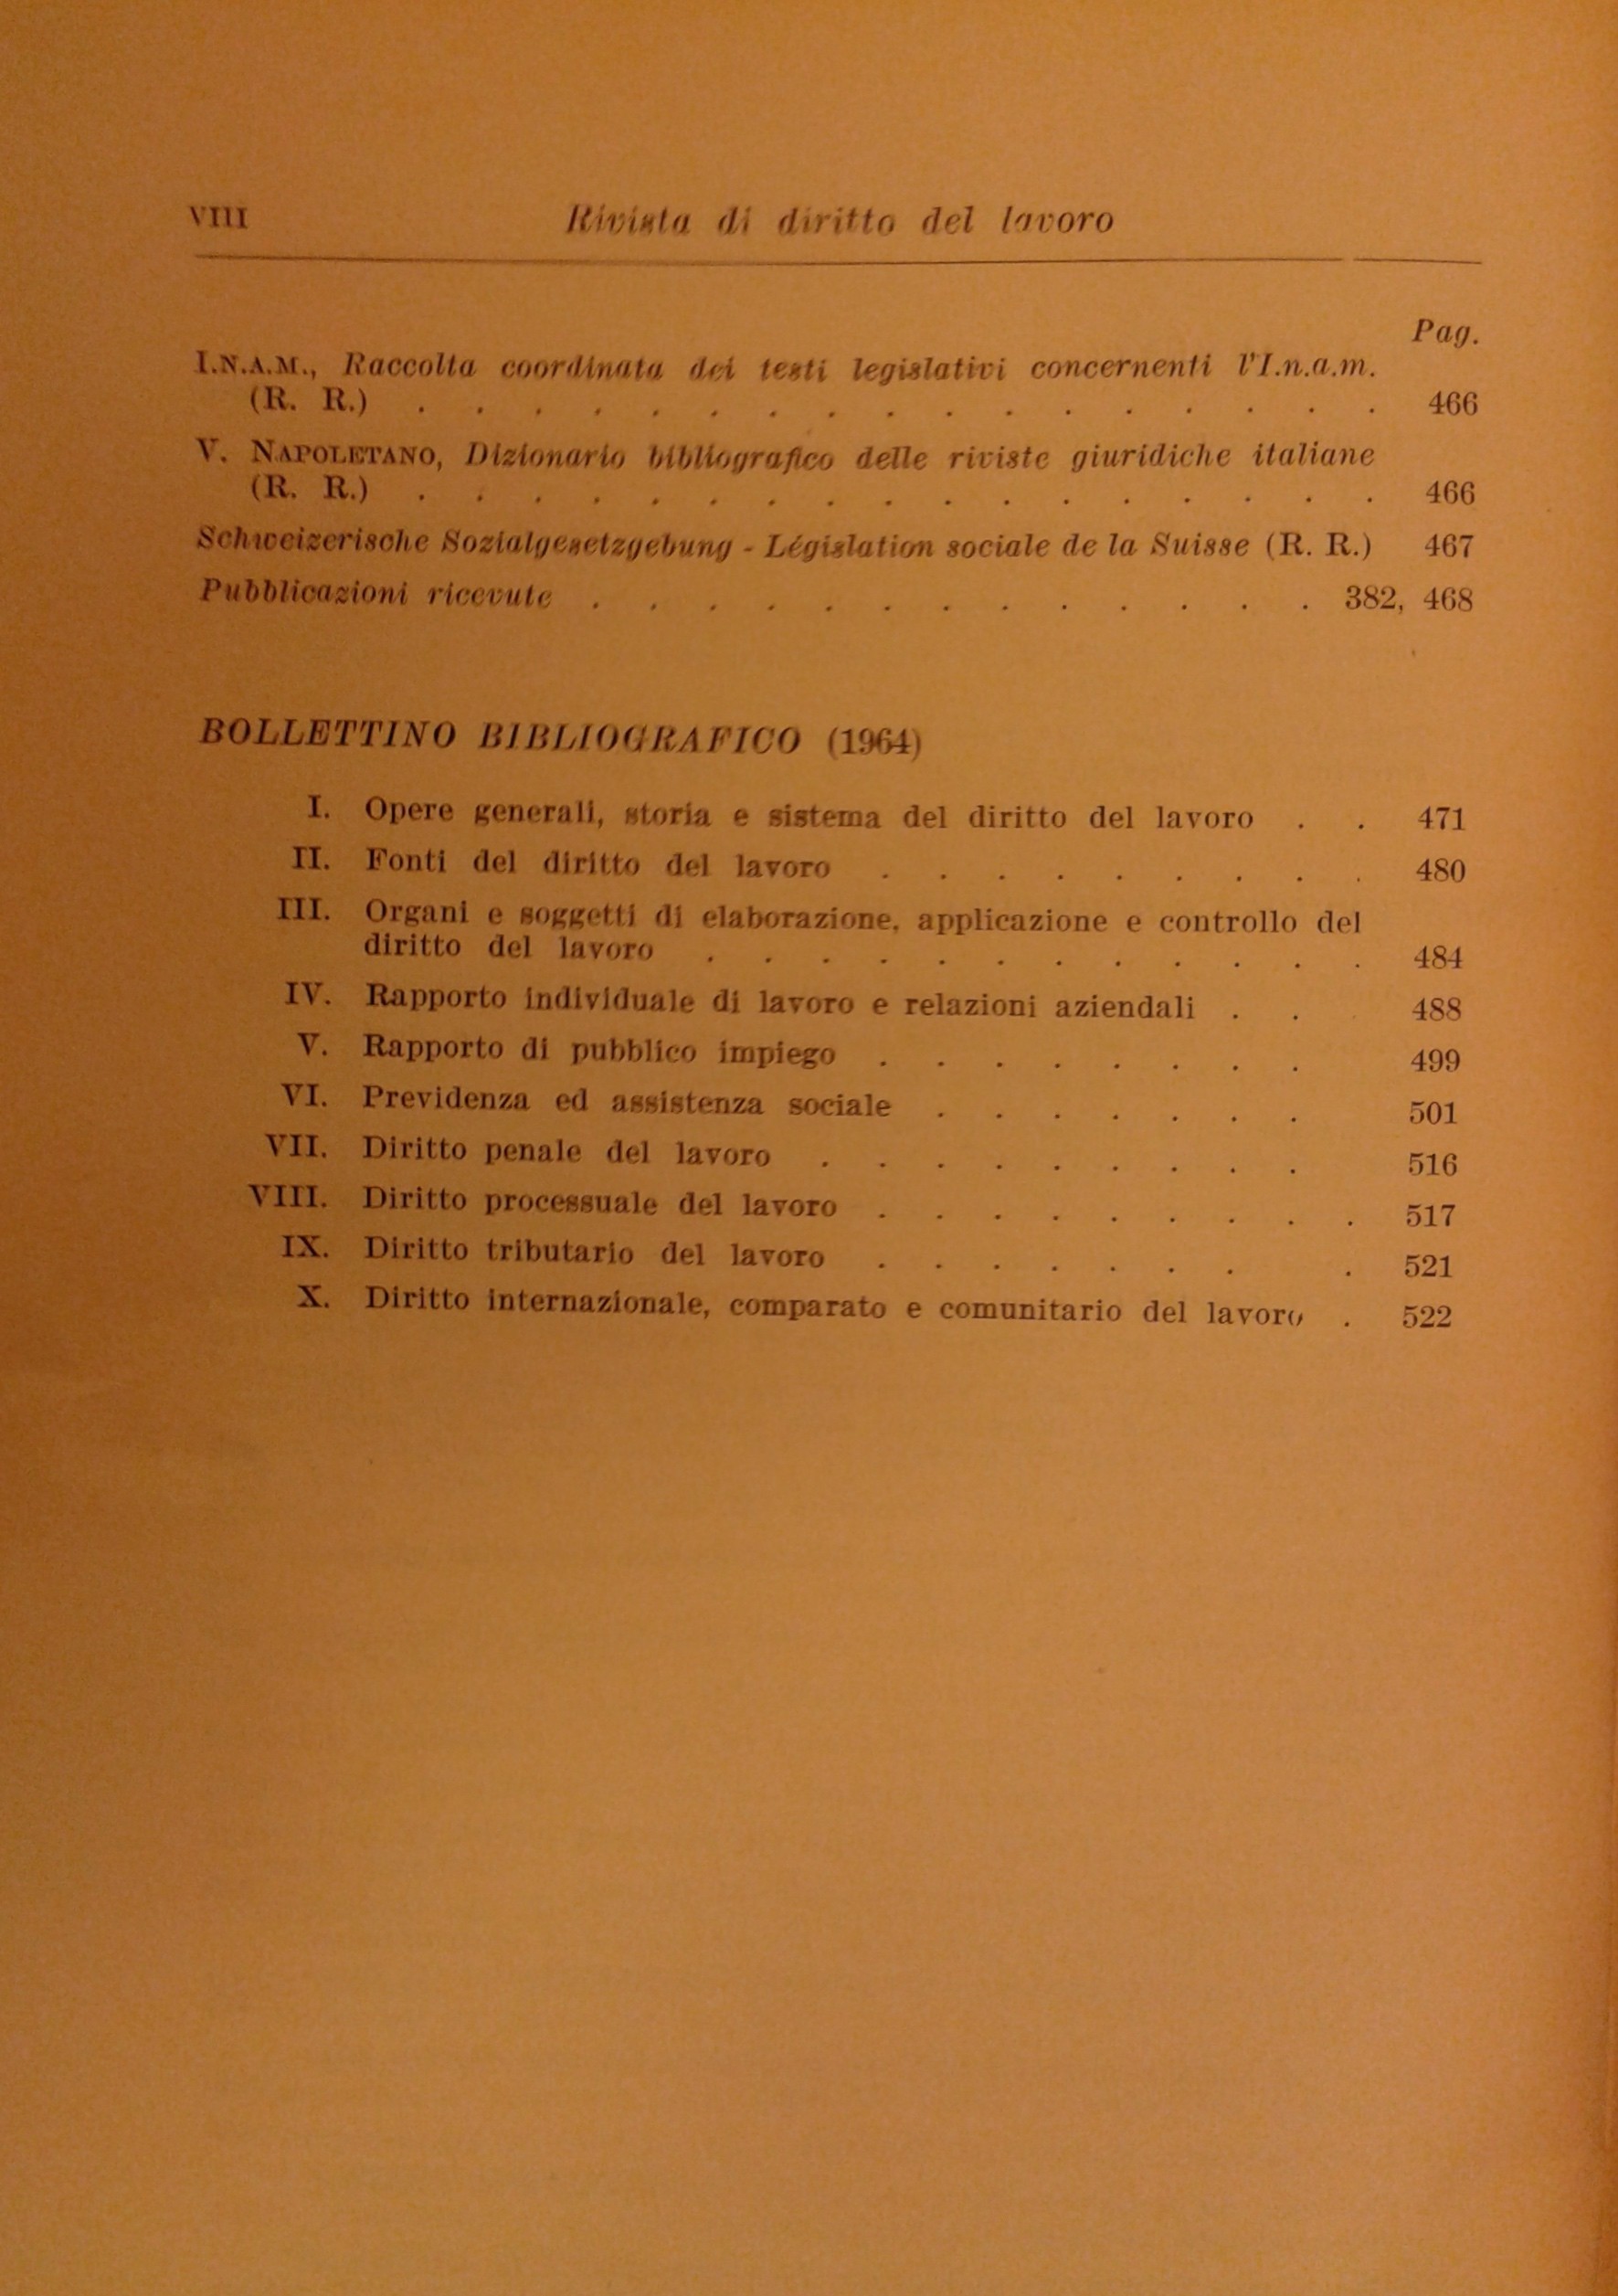 VIII Rivista di diritto del lavoro
Pag.
I.N.A.M., Raccolta coordinata dei testi legislativi concernenti l'I.n.a.m.
(R. R.) . . . . . . . . . . . . . . . . . 466
V. NAPOLETANO, Dizionario bibliografico delle riviste giuridiche italiane
(R. R.) . . . . . . . . . . . . . . . . . 466
Schweizerische Sozialgesetzgebung - Législation sociale de la Suisse (R. R.) 467
Pubblicazioni ricevute . . . . . . . . . . . . . 382, 468
BOLLETTINO BIBLIOGRAFICO (1964)
I. Opere generali, storia e sistema del diritto del lavoro . . 471
II. Fonti del diritto del lavoro . . . . . . . . . 480
III. Organi e soggetti di elaborazione, applicazione e controllo del
diritto del lavoro . . . . . . . . . . . . 484
IV. Rapporto individuale di lavoro e relazioni aziendali . . 488
V. Rapporto di pubblico impiego . . . . . . . . 499
VI. Previdenza ed assistenza sociale . . . . . . . 501
VII. Diritto penale del lavoro . . . . . . . . . 516
VIII. Diritto processuale del lavoro . . . . . . . . . 517
IX. Diritto tributario del lavoro . . . . . . . . 521
X. Diritto internazionale, comparato e comunitario del lavoro . 522